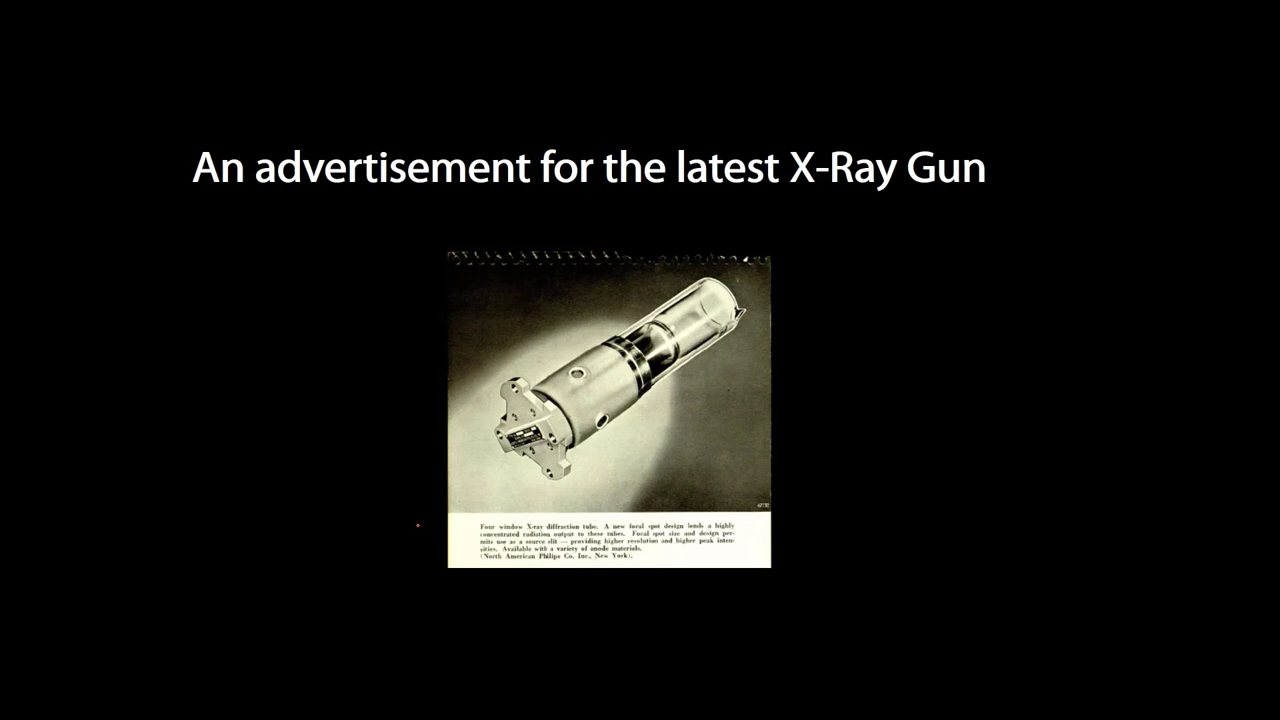 An advertisement for the latest X-Ray Gun
Four window X-ray diffraction tube. A new focal spot design lends a highly
concentrated radiation output to these tubes. Focal spot size and design per-
mits use as a source slit — providing higher resolution and higher peak inten-
sities. Available with a variety of anode materials.
(North American Philips Co. Inc., New York).